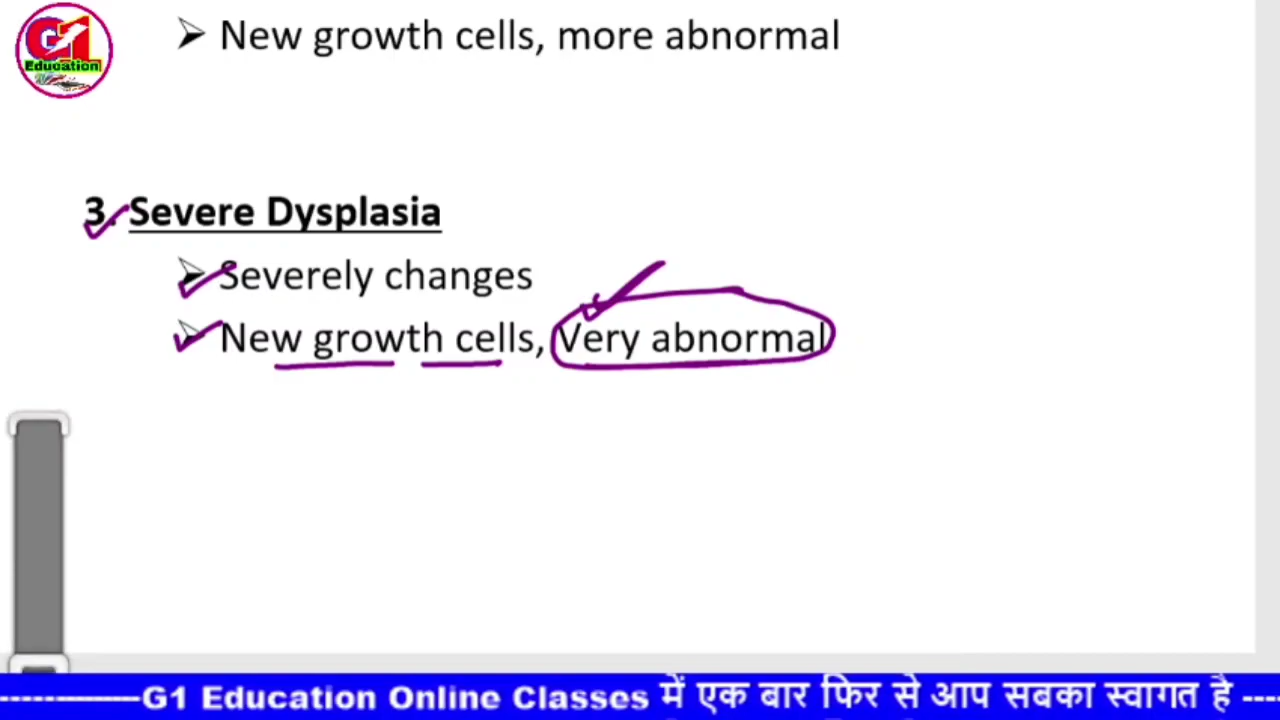 G1
Education
➢ New growth cells, more abnormal
3. Severe Dysplasia
➢ Severely changes
➢ New growth cells, Very abnormal
------------------G1 Education Online Classes में एक बार फिर से आप सबका स्वागत है ---